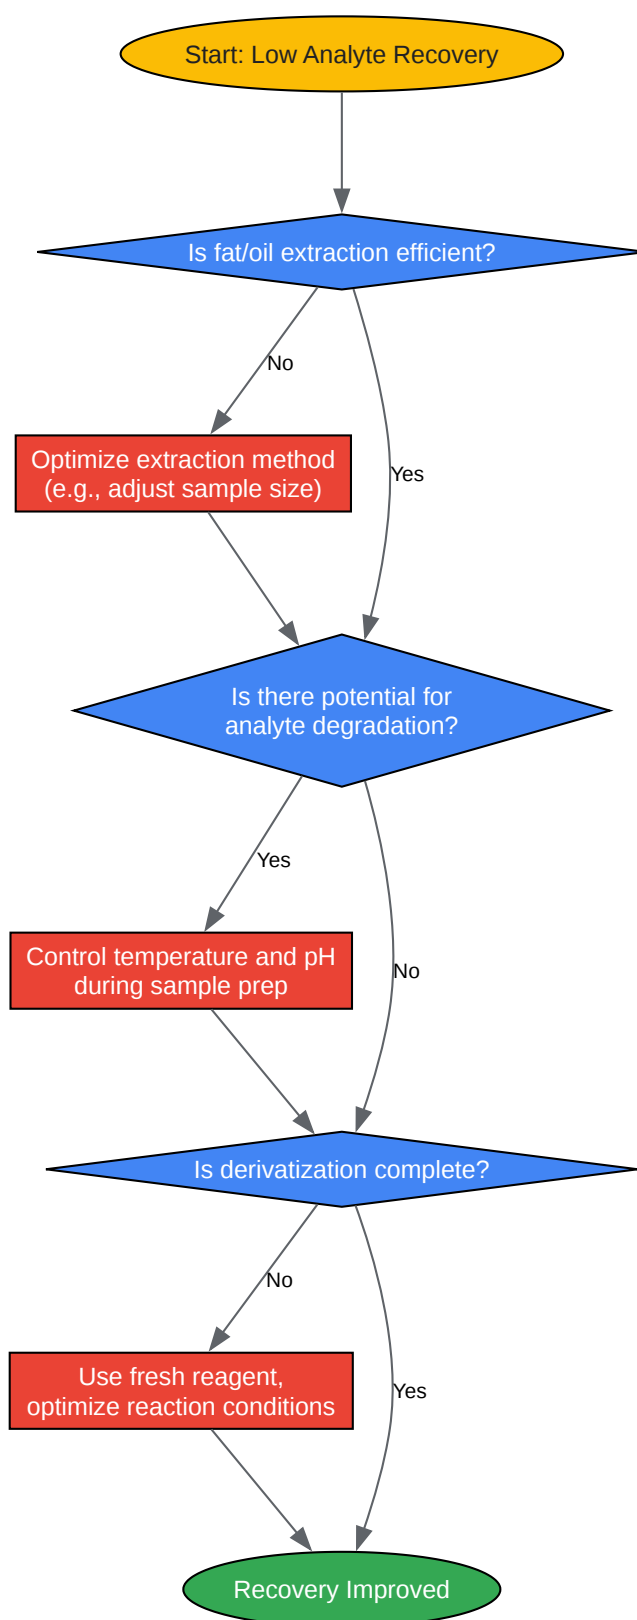 Start: Low Analyte Recovery
Is fat/oil extraction efficient?
No
Optimize extraction method
(e.g., adjust sample size)
Yes
Is there potential for
analyte degradation?
Yes
Control temperature and pH
during sample prep
No
Is derivatization complete?
No
Use fresh reagent,
optimize reaction conditions
Yes
Recovery Improved